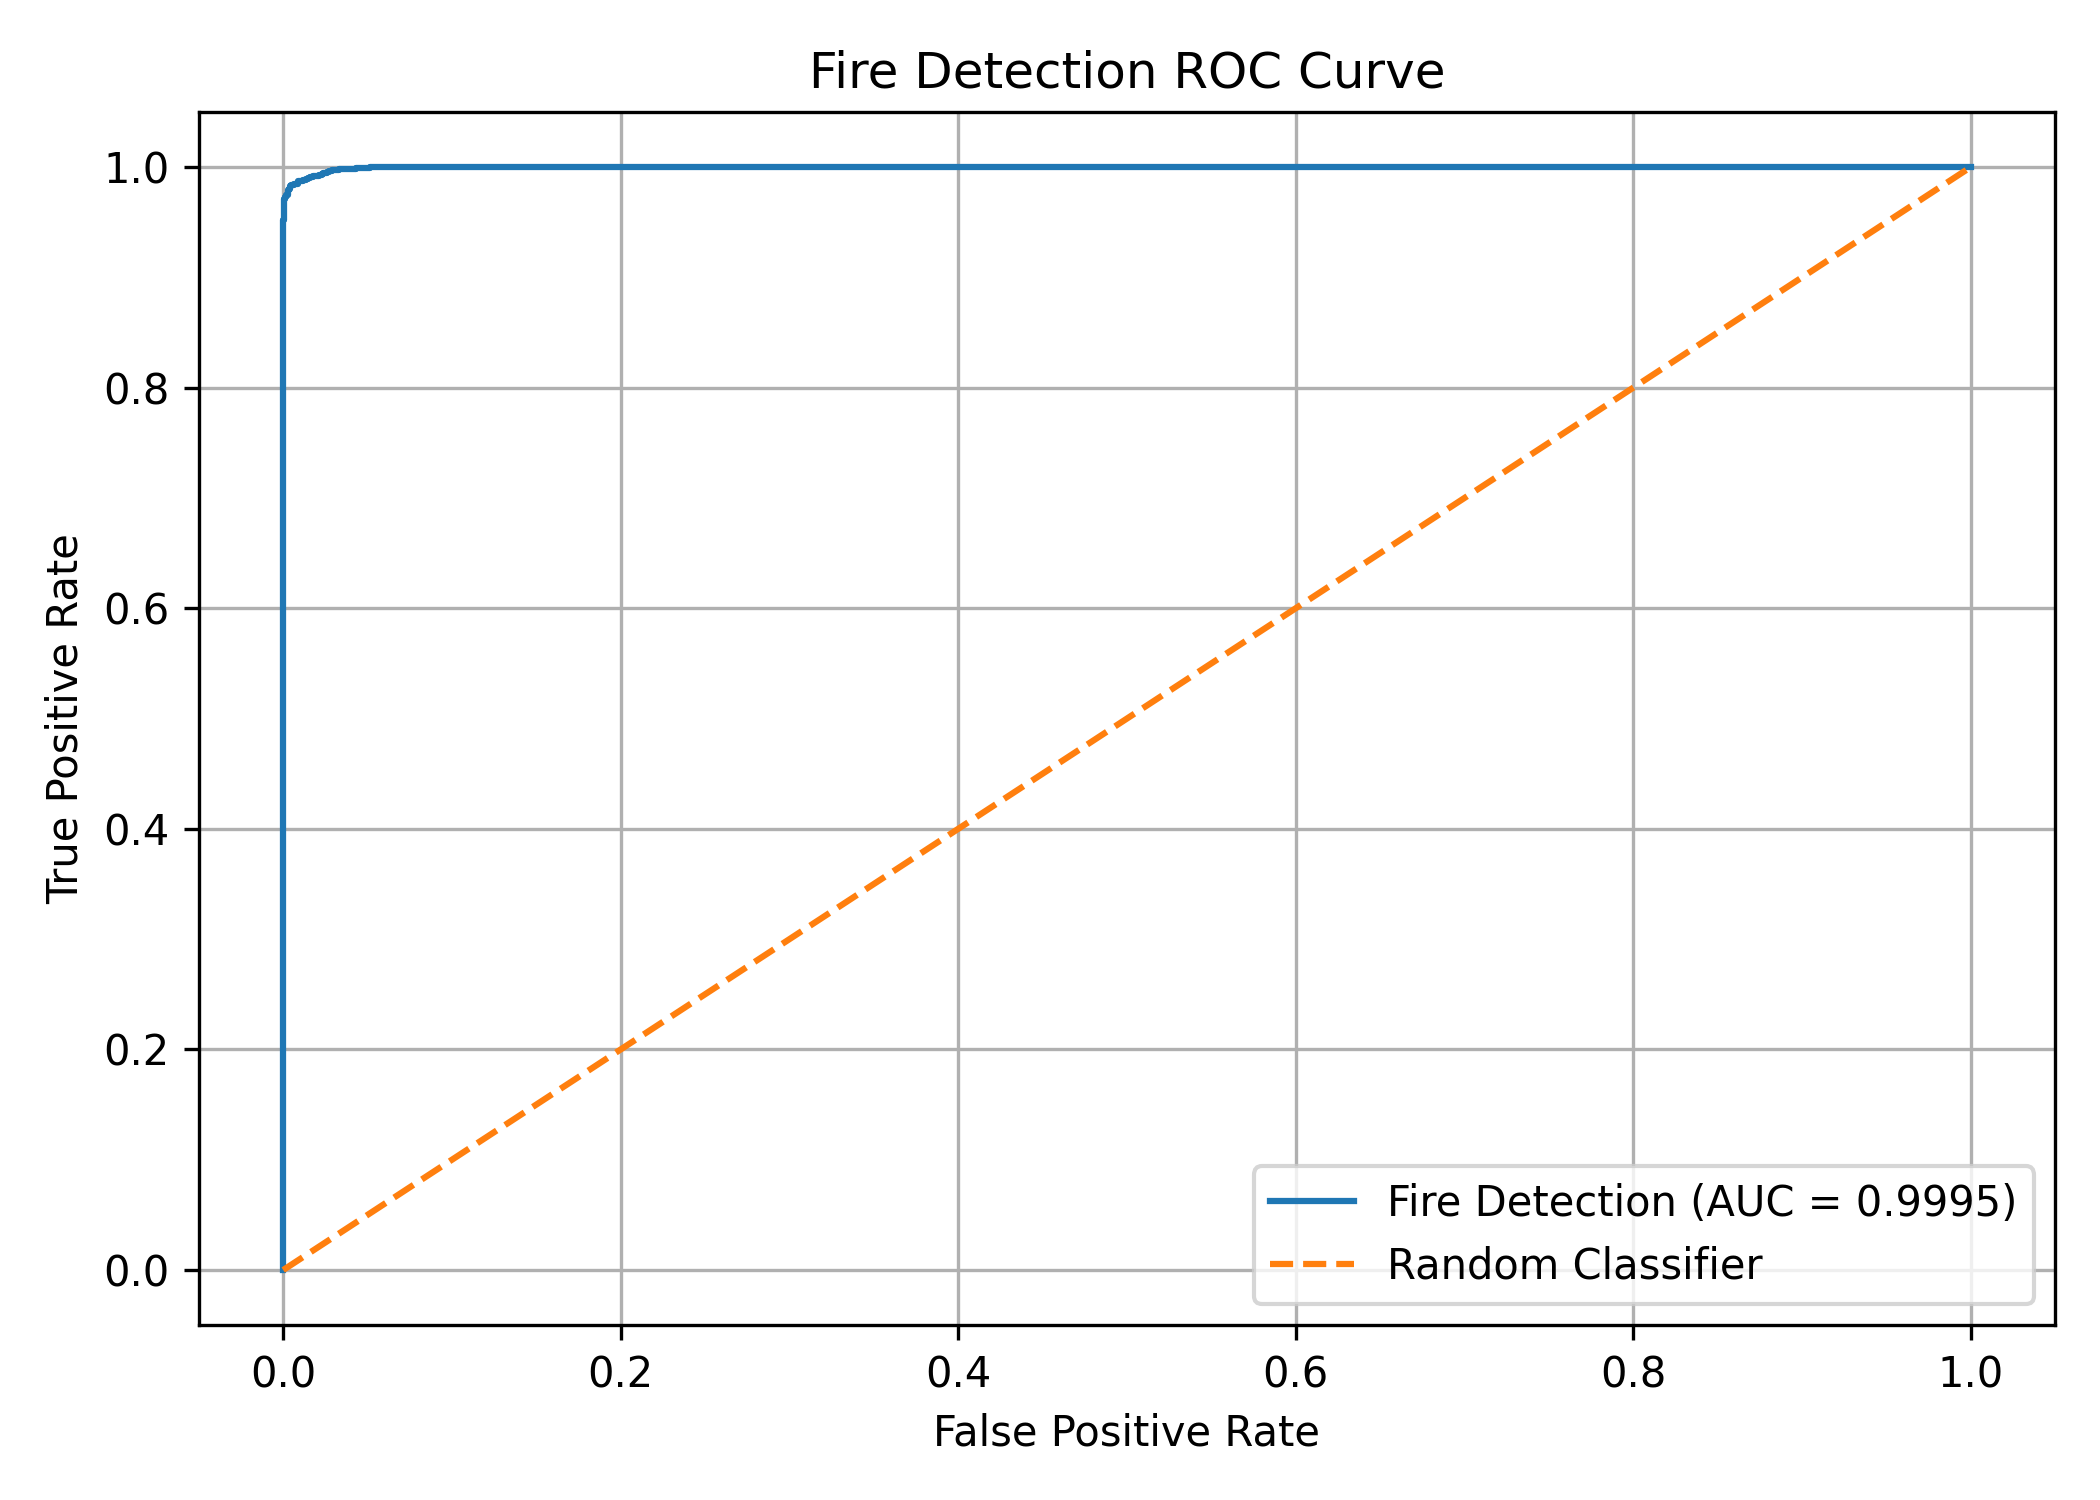 Fire Detection ROC Curve
True Positive Rate
1.0
0.8
0.6
0.4
0.2
0.0
Fire Detection (AUC = 0.9995)
Random Classifier
0.0 0.2 0.4 0.6 0.8 1.0
False Positive Rate